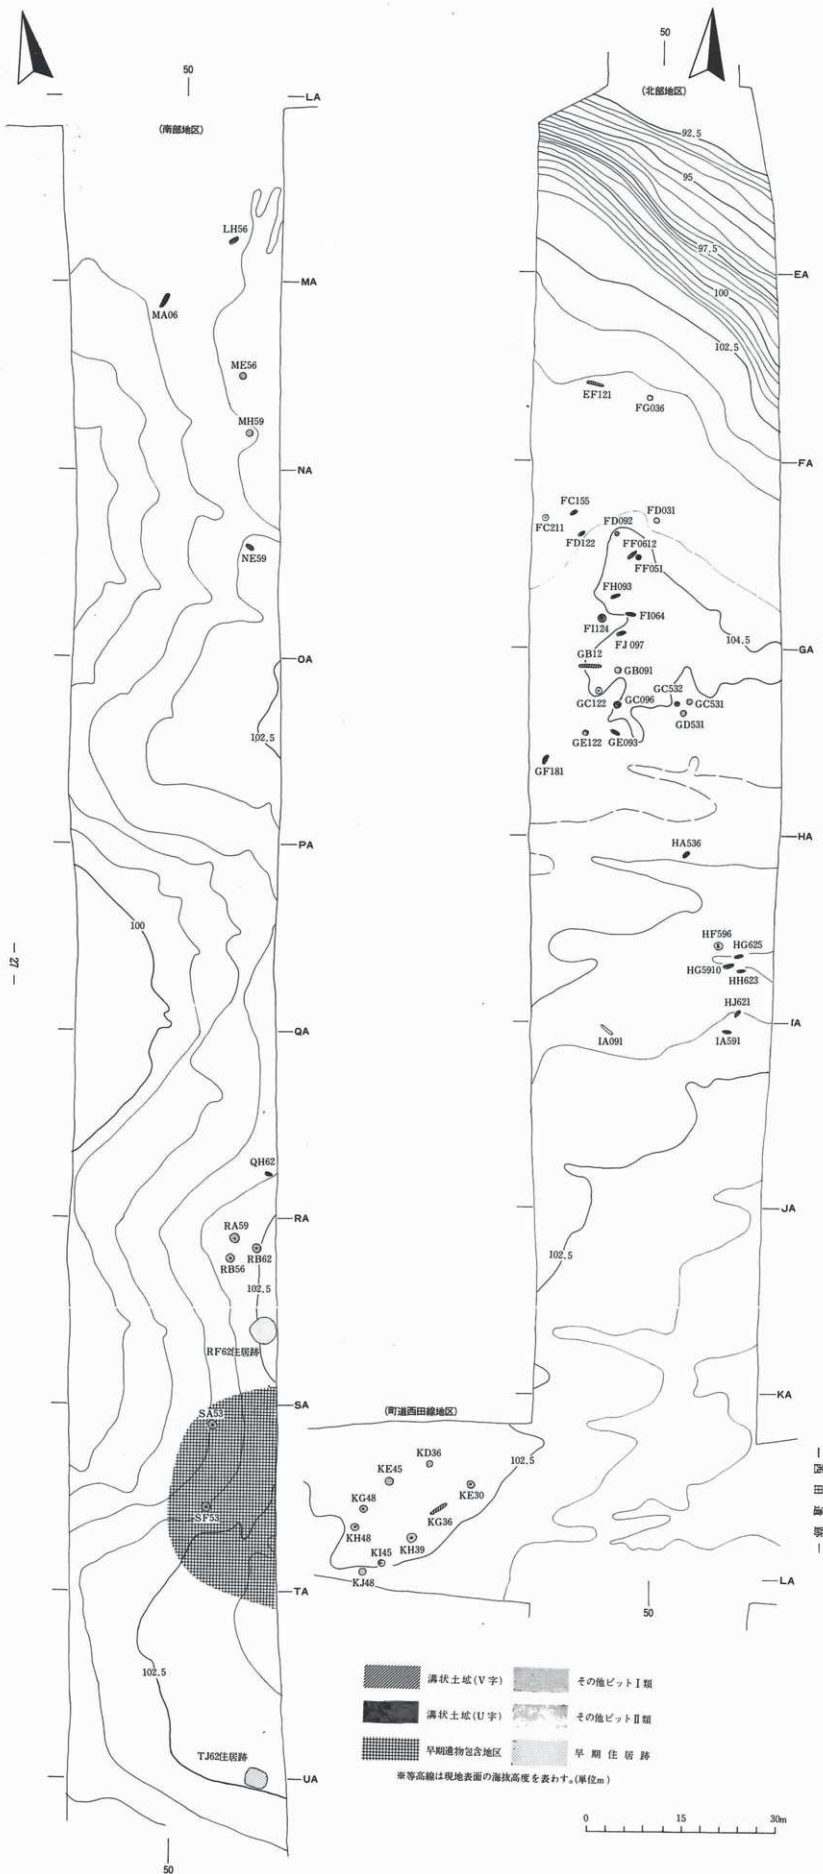 50
LA
(南部地区)
LH56
MA
MA06
ME56
MH59
NA
NE59
OA
102.5
PA
100
QA
QH62
RA
RA59
RB62
RB56
102.5
RF62住居跡
SA
SA53
SF53
TA
102.5
TJ62住居跡
UA
50
50
(北部地区)
92.5
95
97.5
EA
100
102.5
EF121
FG036
FA
FC155
FD031
FC211
FD092
FD122
FF0612
FF051
FH093
FI064
FI124
104.5
FJ097
GA
GB12
GB091
GC532
GC531
GC122
GC096
GD531
GE122
GE093
GF181
HA
HA536
HF596
HG625
HG5910
HH623
HJ621
IA
IA091
IA591
JA
102.5
KA
LA
50
(町道西田線地区)
102.5
KD36
KE45
KE30
KG48
KG36
KH48
KH39
KI45
KJ48
溝状土坑(V字)
その他ピットⅠ類
溝状土坑(U字)
その他ピットⅡ類
早期遺物包含地区
早期住居跡
※等高線は現地表面の海抜高度を表わす。(単位m)
0 15 30m
— 27 —
— 西田遺跡 —